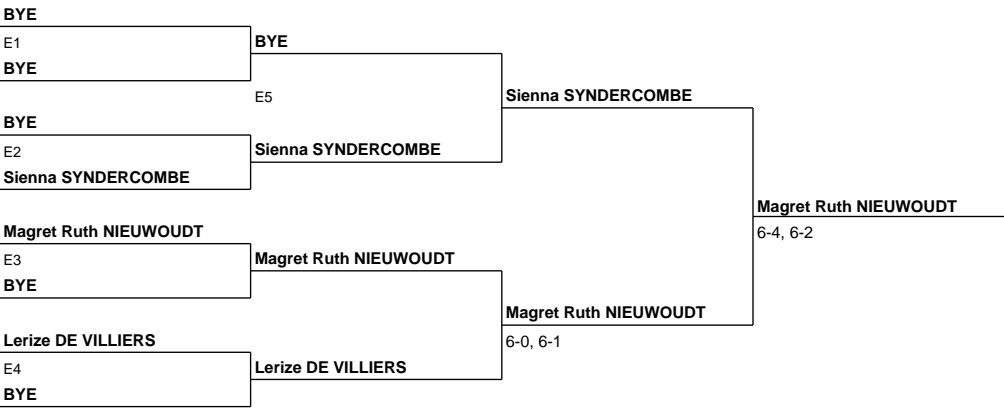 BYE
E1
BYE
BYE
E5
Sienna SYNDERCOMBE
BYE
E2
Sienna SYNDERCOMBE
Sienna SYNDERCOMBE
Magret Ruth NIEUWOUDT
6-4, 6-2
Magret Ruth NIEUWOUDT
E3
Magret Ruth NIEUWOUDT
BYE
Magret Ruth NIEUWOUDT
6-0, 6-1
Lerize DE VILLIERS
E4
Lerize DE VILLIERS
BYE